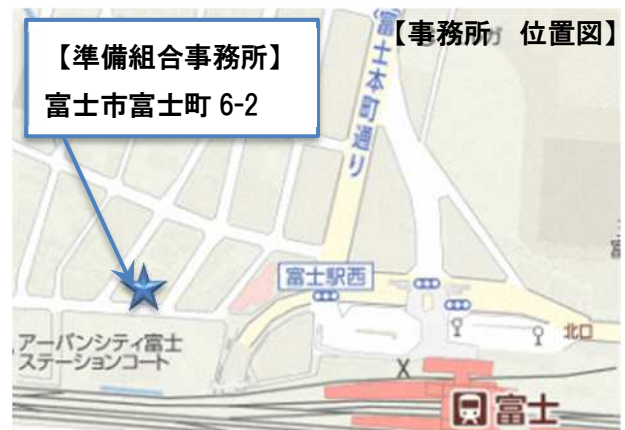 【事務所 位置図】
【準備組合事務所】
富士市富士町 6-2
富士本町通り
富士駅西
アーバンシティ富士
ステーションコート
北口
富士